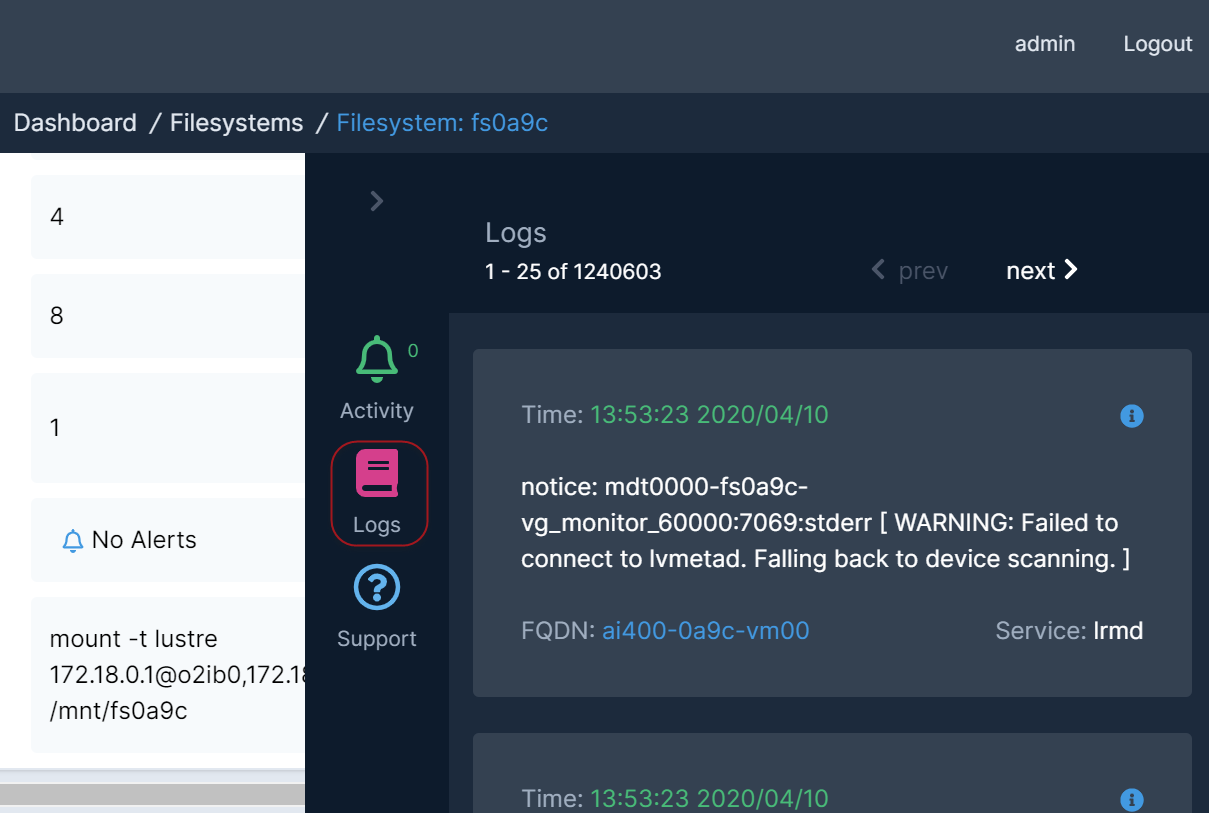 admin Logout
Dashboard / Filesystems / Filesystem: fs0a9c
4
8
1
No Alerts
mount -t lustre
172.18.0.1@o2ib0,172.18
/mnt/fs0a9c
0
Activity
Logs
Support
Logs
1 - 25 of 1240603
prev next
Time: 13:53:23 2020/04/10
notice: mdt0000-fs0a9c-
vg_monitor_60000:7069:stderr [ WARNING: Failed to
connect to lvmetad. Falling back to device scanning. ]
FQDN: ai400-0a9c-vm00 Service: lrmd
Time: 13:53:23 2020/04/10